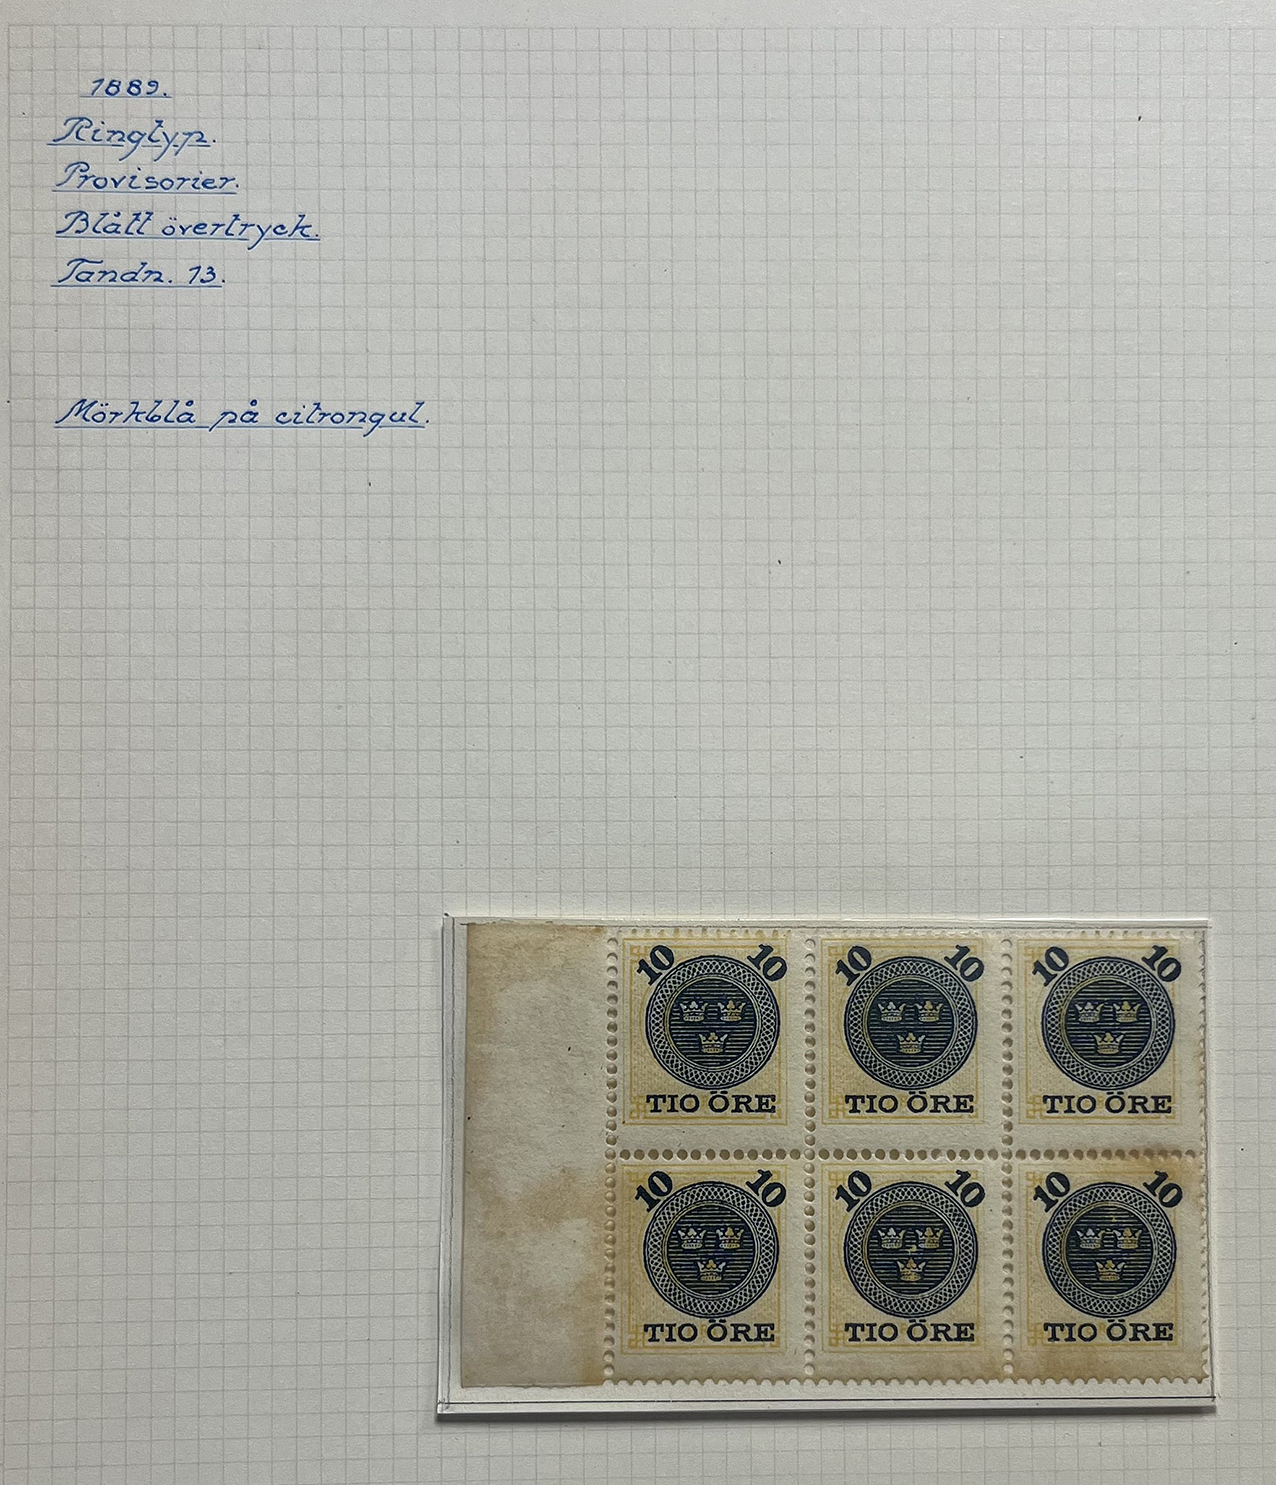 1889.
Ringtyp.
Provisorier.
Blått övertryck.
Tandn. 13.
Mörkblå på citrongul.
10 10 10 10 10 10
TIO ÖRE TIO ÖRE TIO ÖRE
10 10 10 10 10 10
TIO ÖRE TIO ÖRE TIO ÖRE